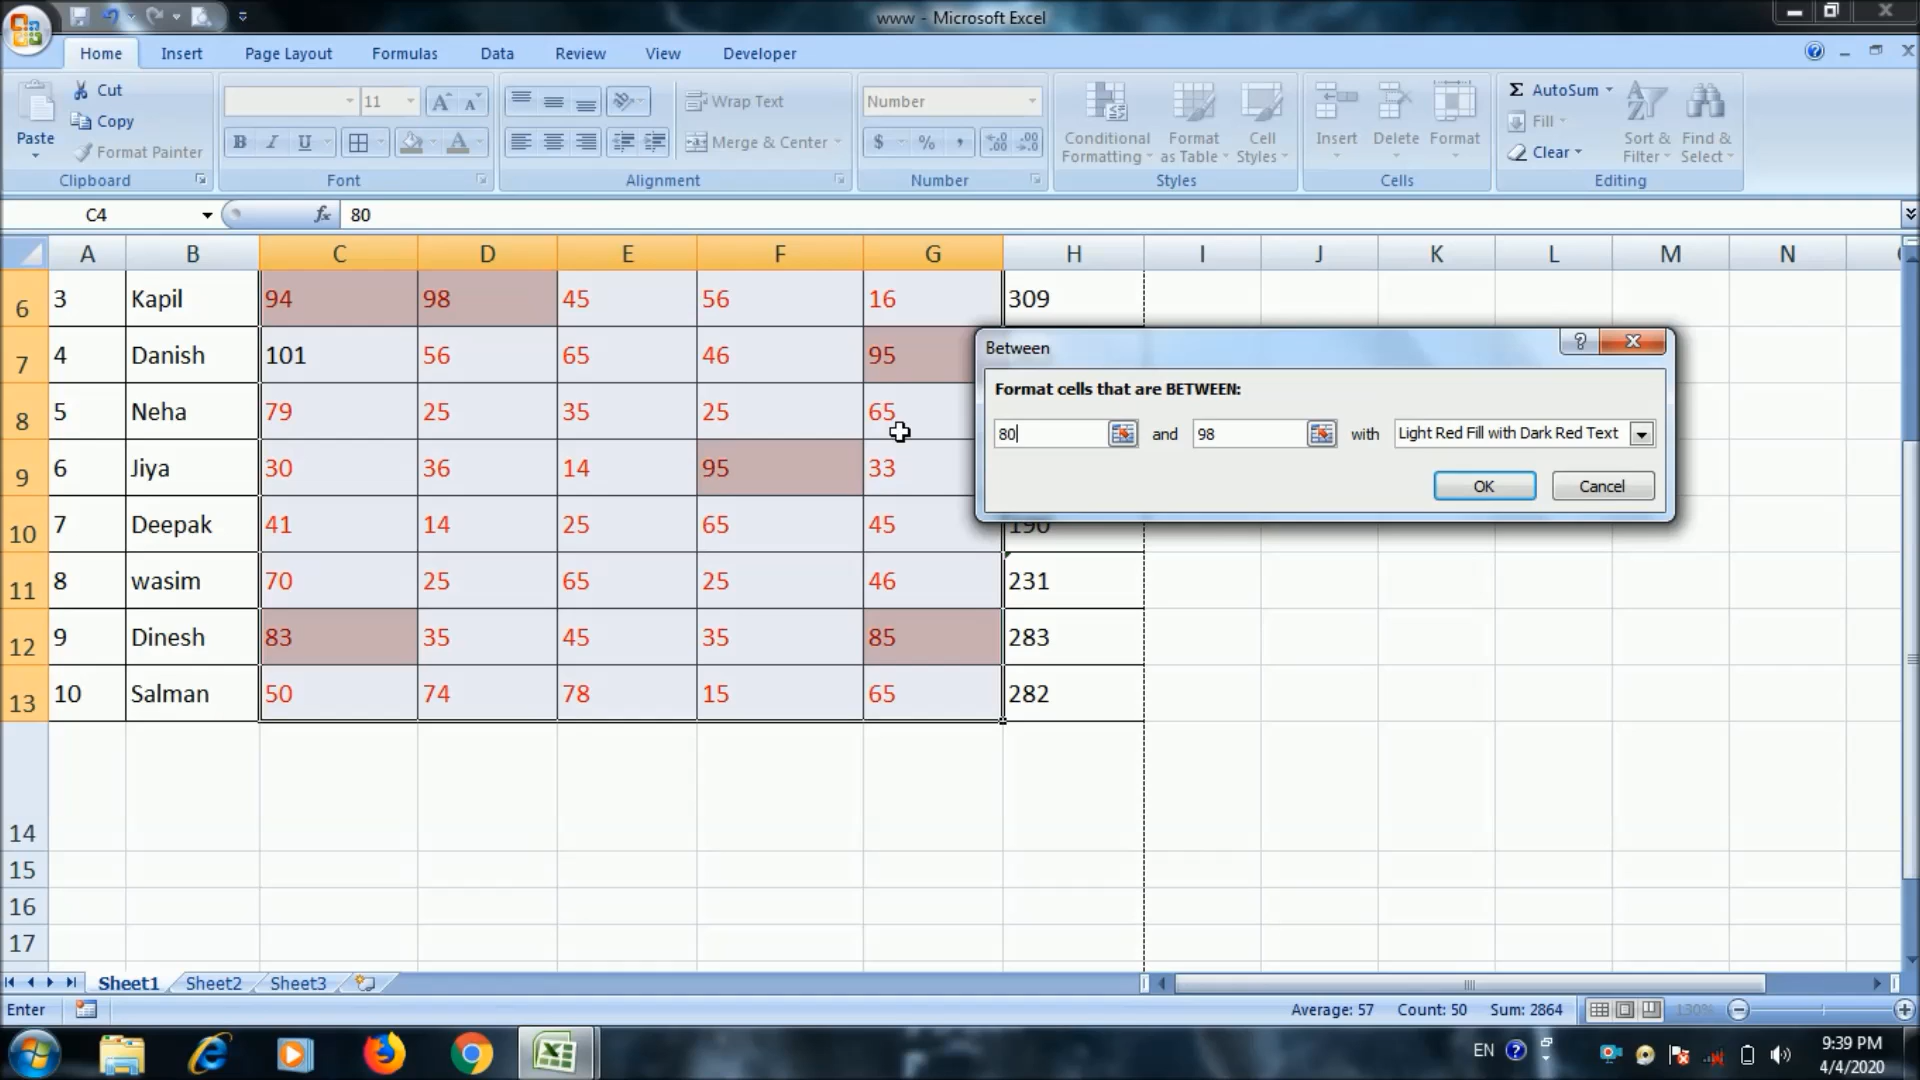 www - Microsoft Excel
Home Insert Page Layout Formulas Data Review View Developer
Paste
Cut
Copy
Format Painter
Clipboard
11
B I U
Font
Wrap Text
Merge & Center
Alignment
Number
$ % ,
Number
Conditional Formatting
Format as Table
Cell Styles
Styles
Insert Delete Format
Cells
Σ AutoSum
Fill
Clear
Sort & Filter
Find & Select
Editing
C4 fx 80
A B C D E F G H I J K L M N
6 3 Kapil 94 98 45 56 16 309
7 4 Danish 101 56 65 46 95
8 5 Neha 79 25 35 25 65
9 6 Jiya 30 36 14 95 33
10 7 Deepak 41 14 25 65 45 190
11 8 wasim 70 25 65 25 46 231
12 9 Dinesh 83 35 45 35 85 283
13 10 Salman 50 74 78 15 65 282
14
15
16
17
Between
Format cells that are BETWEEN:
80 and 98 with Light Red Fill with Dark Red Text
OK Cancel
Sheet1 Sheet2 Sheet3
Enter Average: 57 Count: 50 Sum: 2864 130%
EN 9:39 PM
4/4/2020